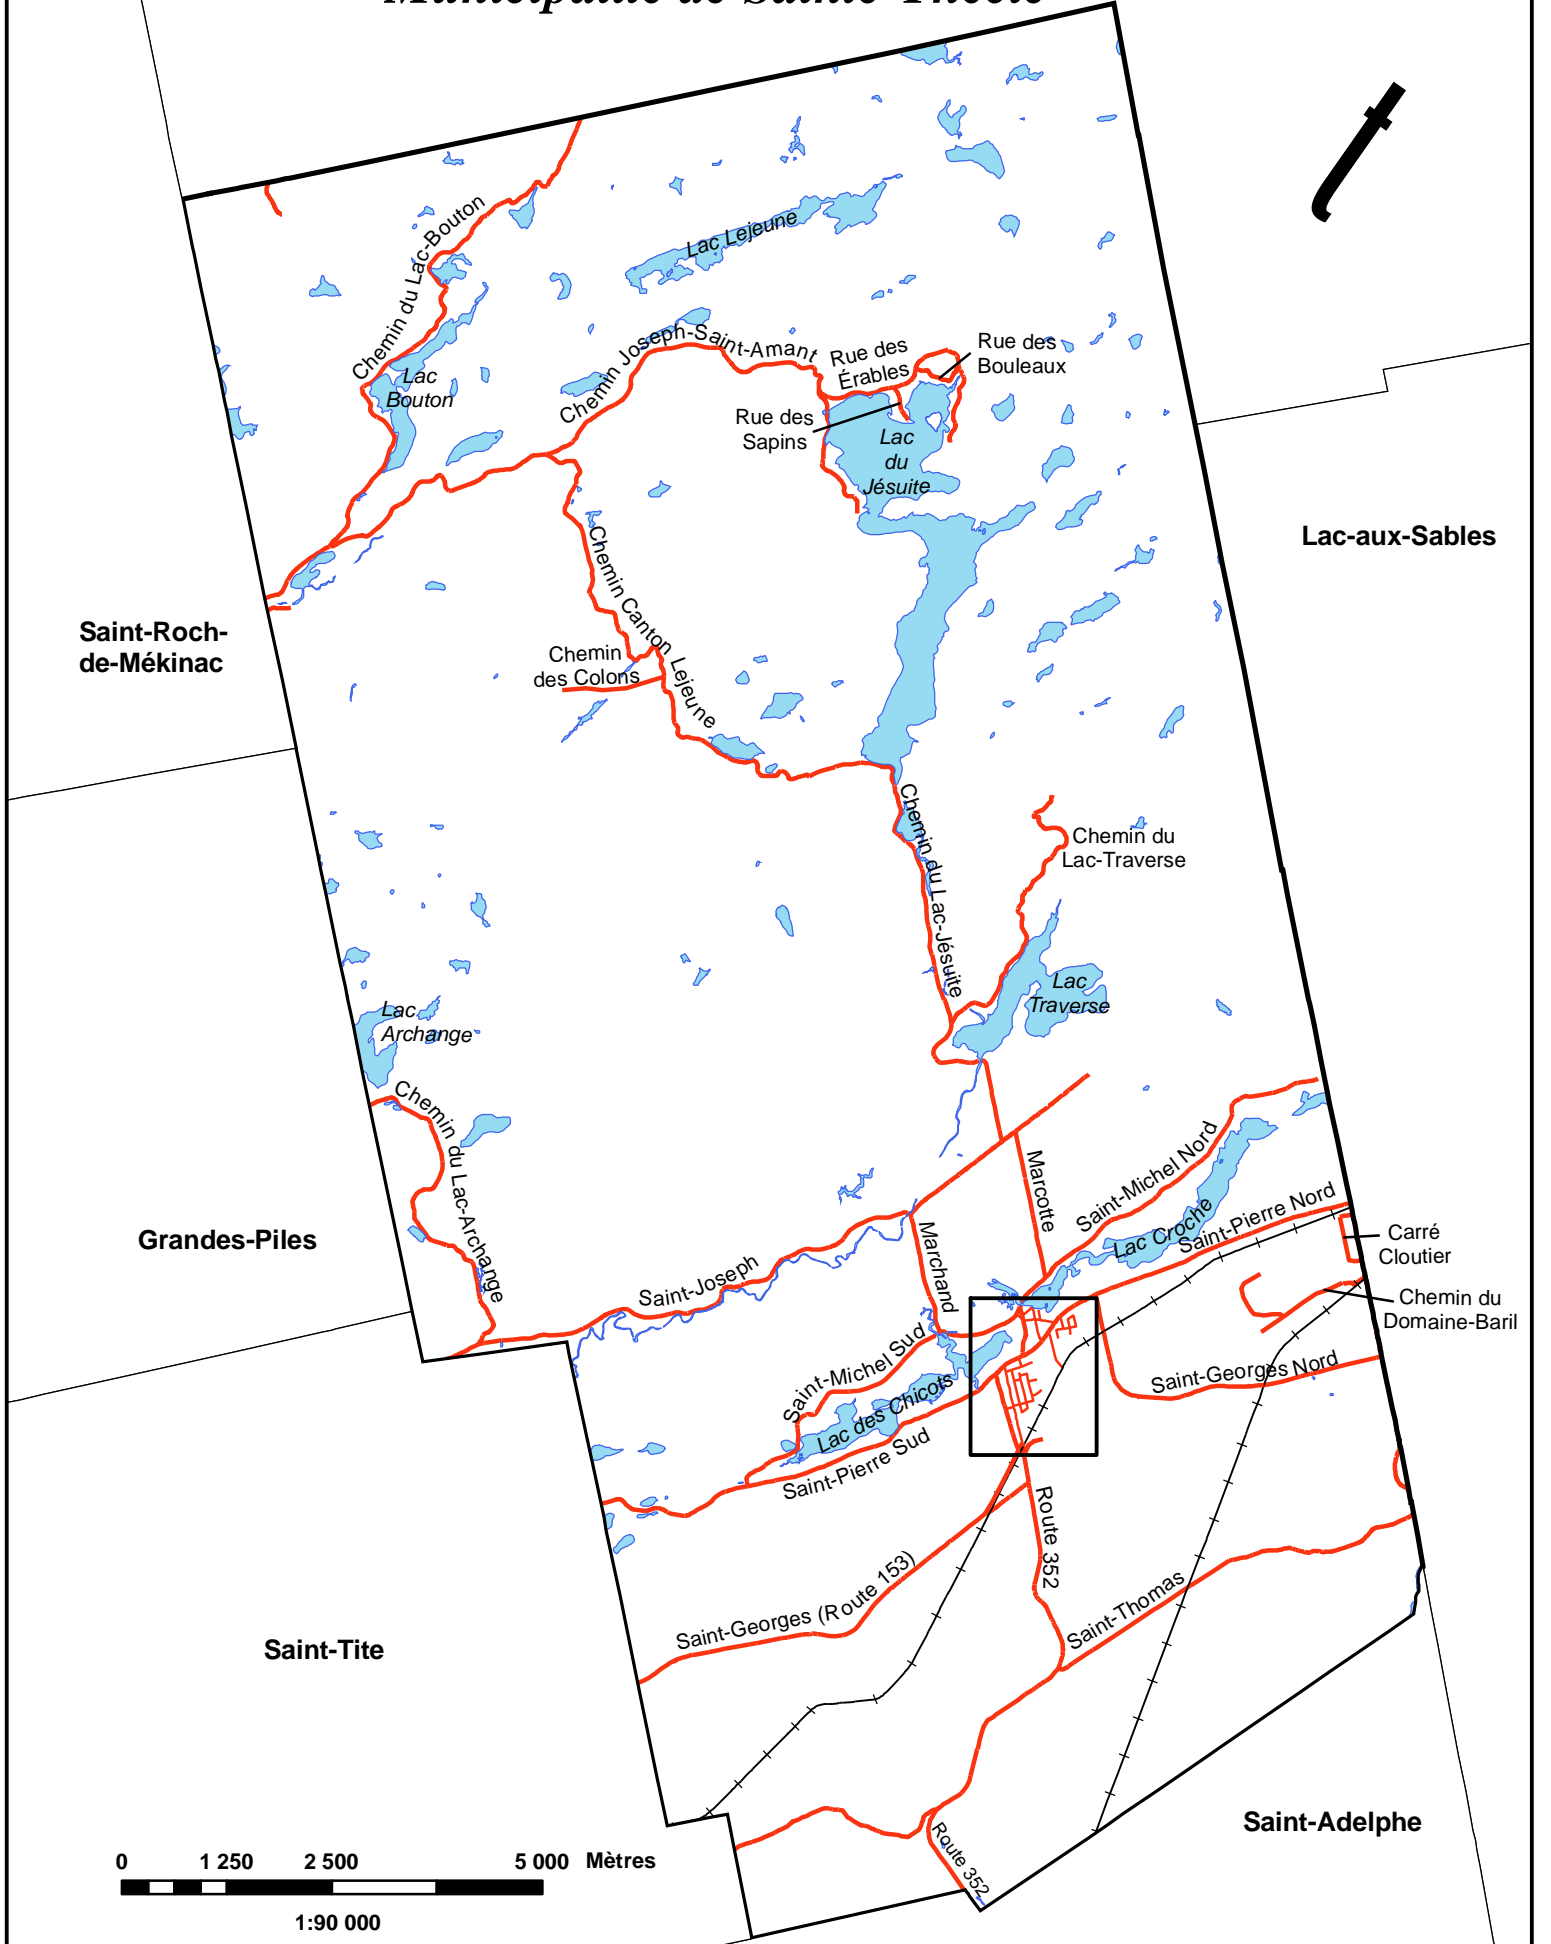 Municipalité de Sainte-Thècle
Chemin du Lac-Bouton
Lac Lejeune
Lac
Bouton
Chemin Joseph-Saint-Amant
Rue des
Érables
Rue des
Bouleaux
Rue des
Sapins
Lac
du
Jésuite
Lac-aux-Sables
Saint-Roch-
de-Mékinac
Chemin Canton Lejeune
Chemin
des Colons
Chemin du Lac-Jésuite
Chemin du
Lac-Traverse
Lac
Traverse
Lac
Archange
Chemin du Lac-Archange
Marcotte
Saint-Michel Nord
Lac Croche
Saint-Pierre Nord
Carré
Cloutier
Grandes-Piles
Marchand
Saint-Joseph
Chemin du
Domaine-Baril
Saint-Michel Sud
Saint-Georges Nord
Lac des Chicots
Saint-Pierre Sud
Route 352
Saint-Georges (Route 153)
Saint-Thomas
Saint-Tite
Saint-Adelphe
Route 352
0 1 250 2 500 5 000 Mètres
1:90 000